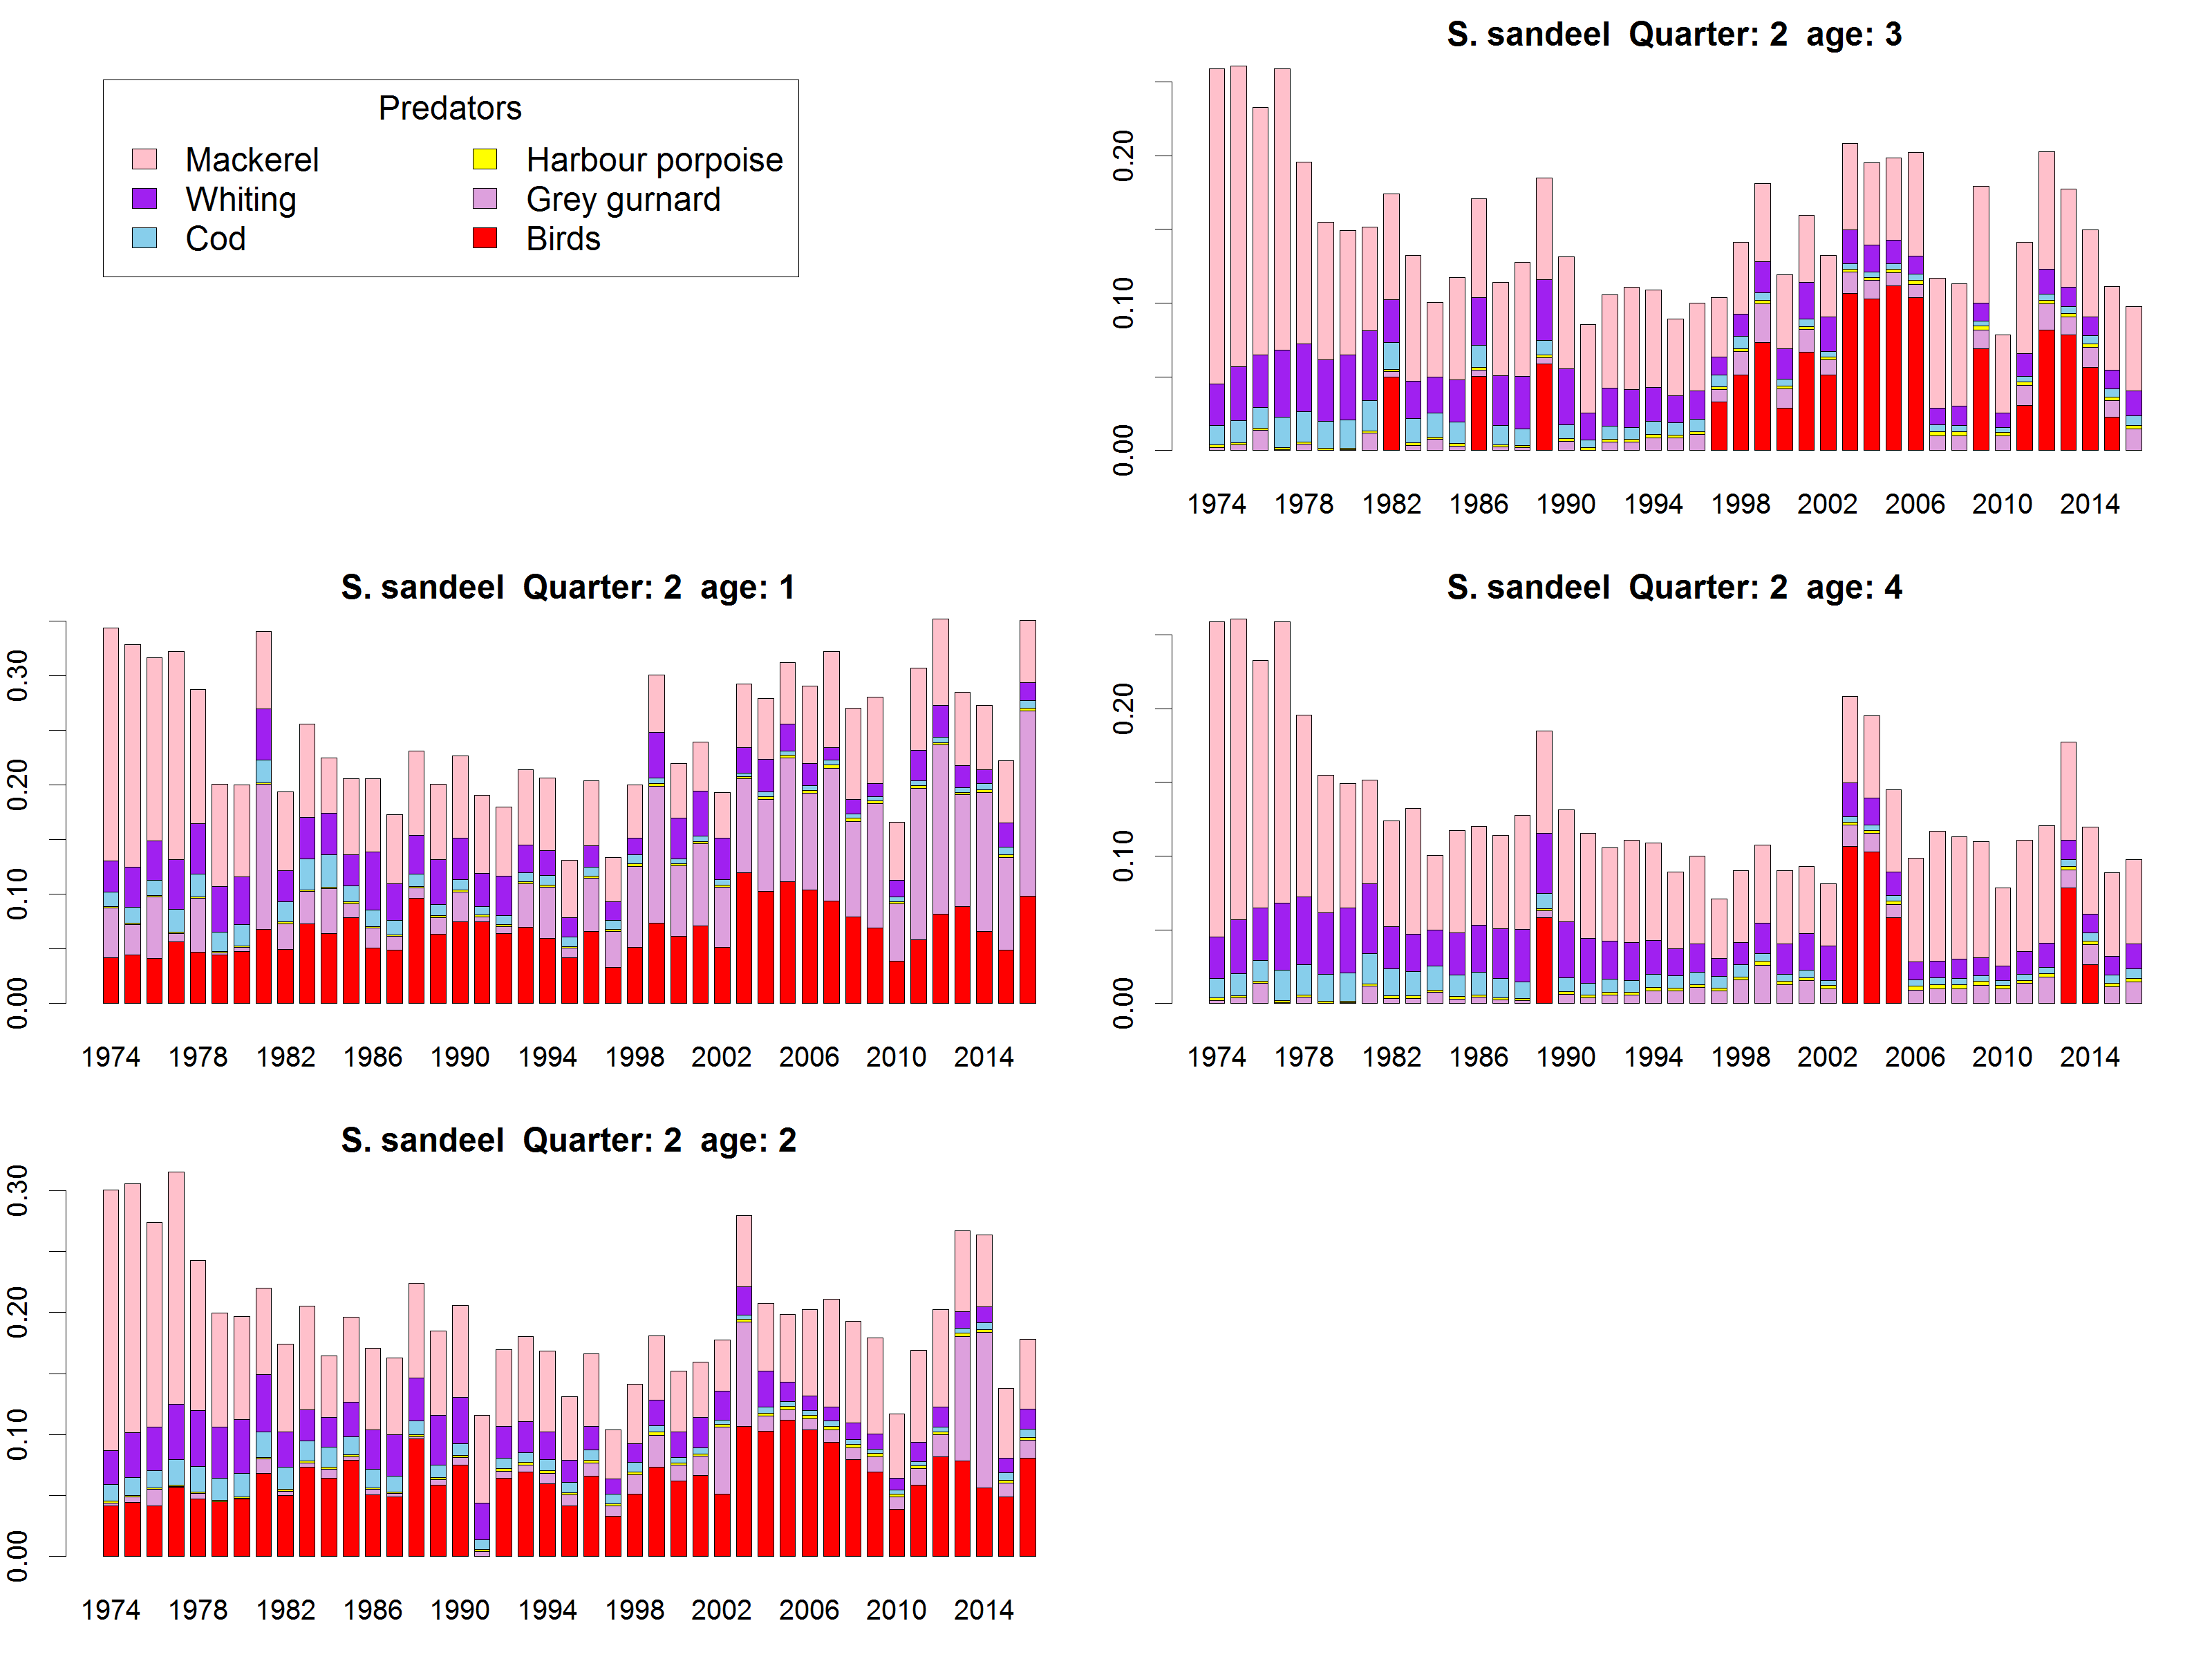 Predators
Mackerel Harbour porpoise
Whiting Grey gurnard
Cod Birds
S. sandeel Quarter: 2 age: 3
0.20
0.10
0.00
1974 1978 1982 1986 1990 1994 1998 2002 2006 2010 2014
S. sandeel Quarter: 2 age: 1
0.30
0.20
0.10
0.00
1974 1978 1982 1986 1990 1994 1998 2002 2006 2010 2014
S. sandeel Quarter: 2 age: 4
0.20
0.10
0.00
1974 1978 1982 1986 1990 1994 1998 2002 2006 2010 2014
S. sandeel Quarter: 2 age: 2
0.30
0.20
0.10
0.00
1974 1978 1982 1986 1990 1994 1998 2002 2006 2010 2014